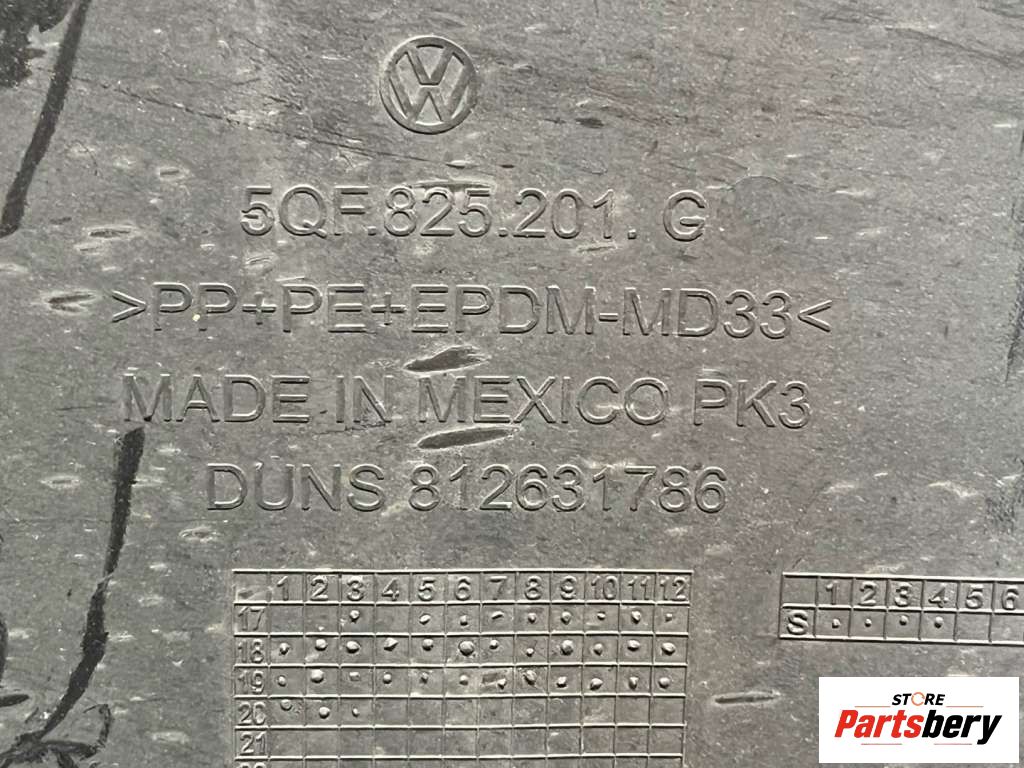 5QF.825.201. G
>PP+PE+EPDM-MD33<
MADE IN MEXICO PK3
DUNS 812631786
1 2 3 4 5 6 7 8 9 10 11 12
17
18
19
20
21
1 2 3 4 5 6
S
STORE
Partsbery